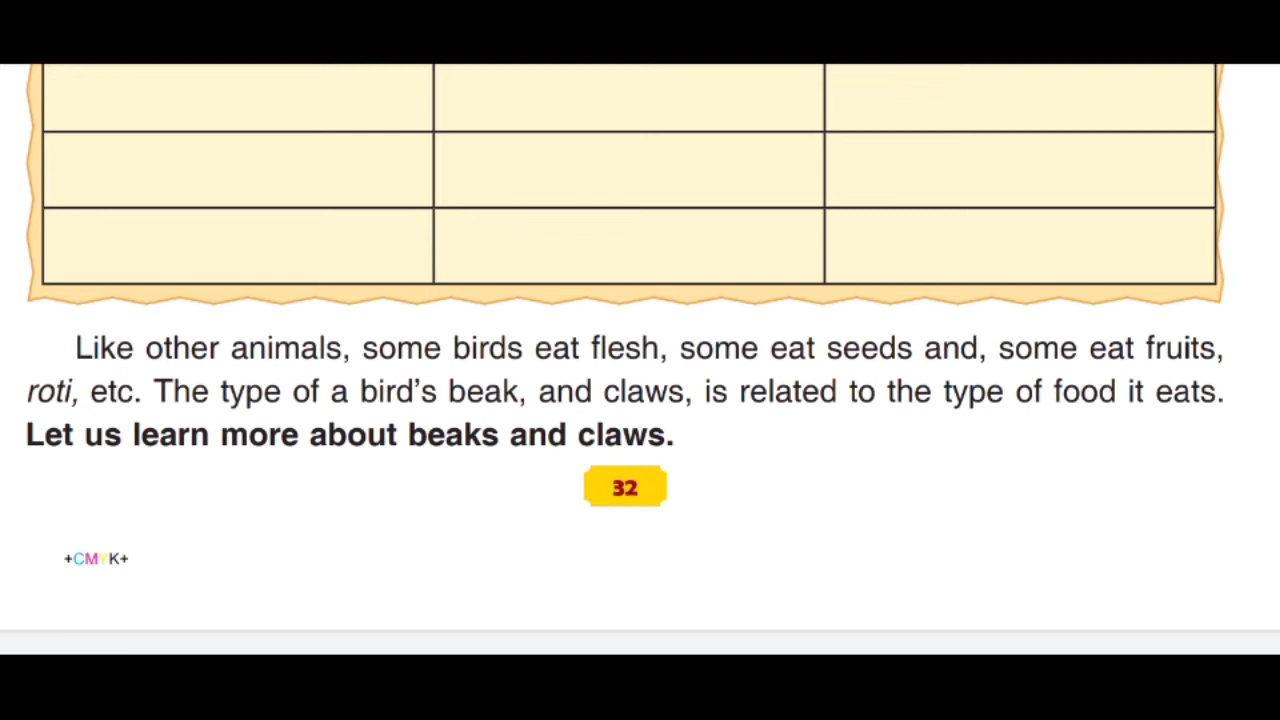 Like other animals, some birds eat flesh, some eat seeds and, some eat fruits,
roti, etc. The type of a bird’s beak, and claws, is related to the type of food it eats.
Let us learn more about beaks and claws.
32
+CMYK+